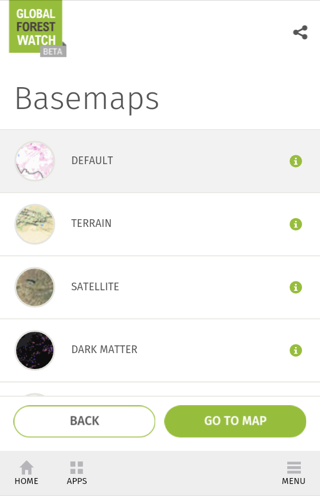 GLOBAL
FOREST
WATCH
BETA
Basemaps
DEFAULT
TERRAIN
SATELLITE
DARK MATTER
BACK
GO TO MAP
HOME
APPS
MENU